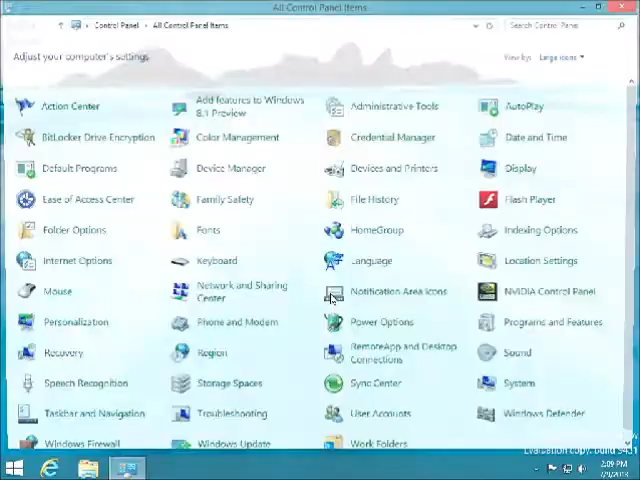 All Control Panel Items
Control Panel All Control Panel Items
Search Control Panel
Adjust your computer's settings
View by: Large icons
Action Center
Add features to Windows
8.1 Preview
Administrative Tools
AutoPlay
BitLocker Drive Encryption
Color Management
Credential Manager
Date and Time
Default Programs
Device Manager
Devices and Printers
Display
Ease of Access Center
Family Safety
File History
Flash Player
Folder Options
Fonts
HomeGroup
Indexing Options
Internet Options
Keyboard
Language
Location Settings
Mouse
Network and Sharing
Center
Notification Area Icons
NVIDIA Control Panel
Personalization
Phone and Modem
Power Options
Programs and Features
Recovery
Region
RemoteApp and Desktop
Connections
Sound
Speech Recognition
Storage Spaces
Sync Center
System
Taskbar and Navigation
Troubleshooting
User Accounts
Windows Defender
Windows Firewall
Windows Update
Work Folders
Evaluation copy. Build 9431
2:09 PM